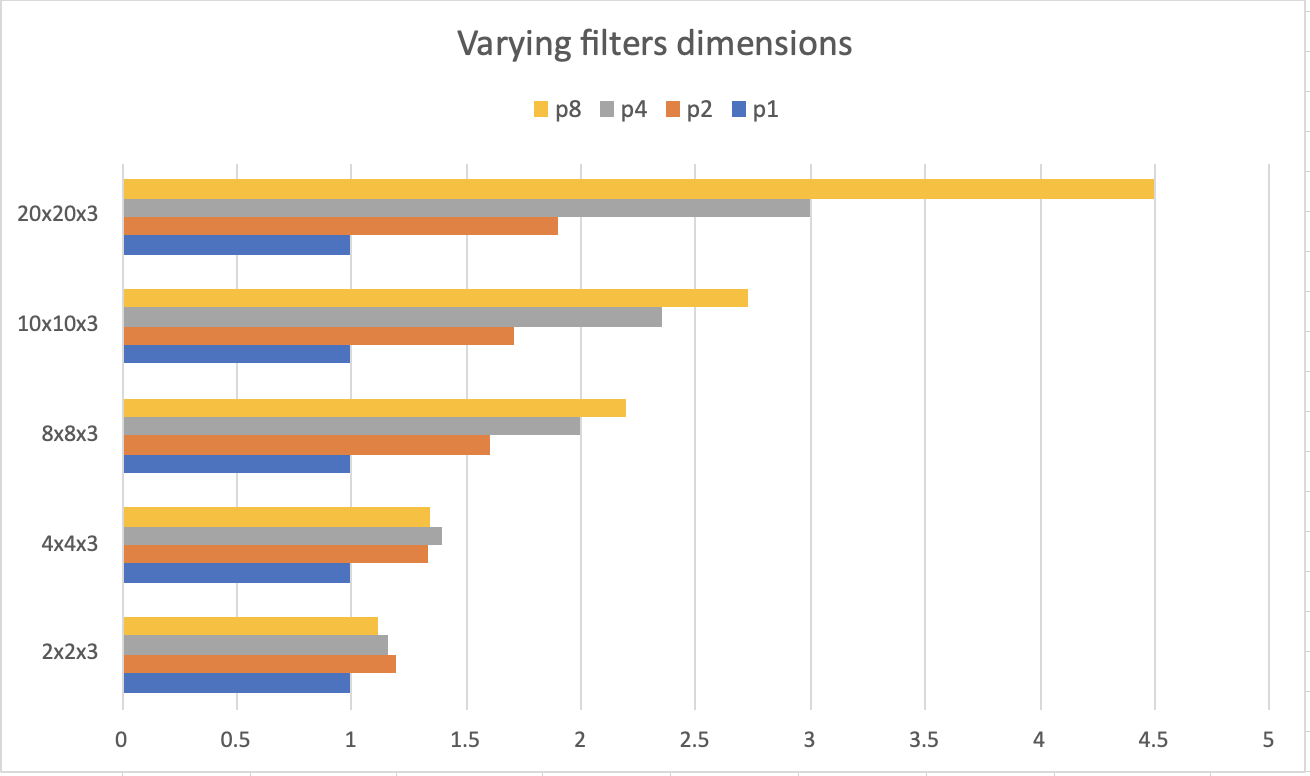 Varying filters dimensions
p8 p4 p2 p1
20x20x3
10x10x3
8x8x3
4x4x3
2x2x3
0 0.5 1 1.5 2 2.5 3 3.5 4 4.5 5